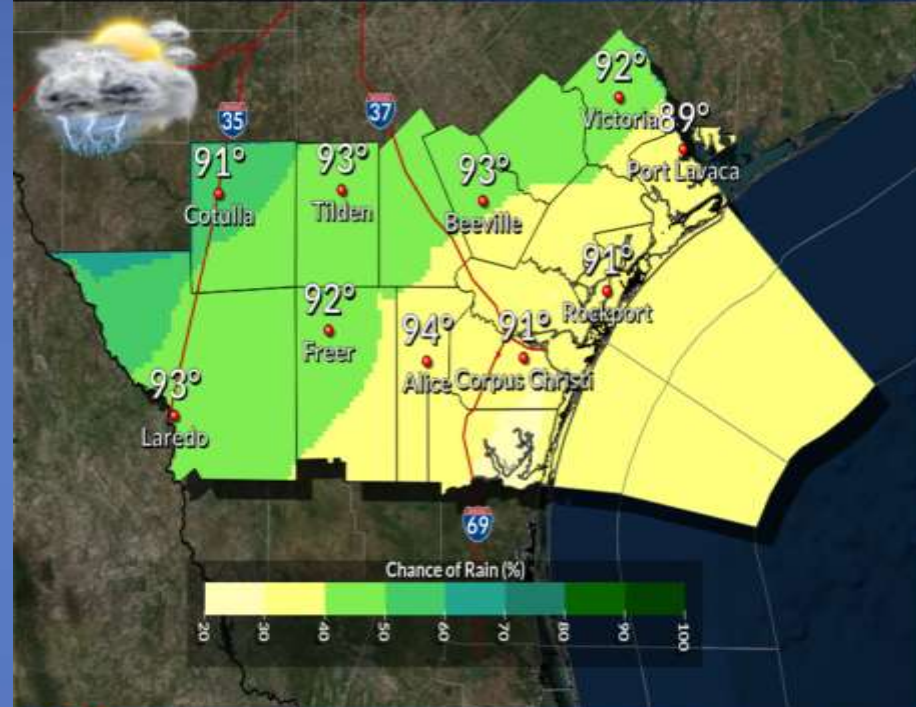 92°
Victoria
35
37
89°
Port Lavaca
91°
Cotulla
93°
Tilden
93°
Beeville
91°
Rockport
92°
Freer
94°
Alice
91°
Corpus Christi
93°
Laredo
69
Chance of Rain (%)
20 30 40 50 60 70 80 90 100